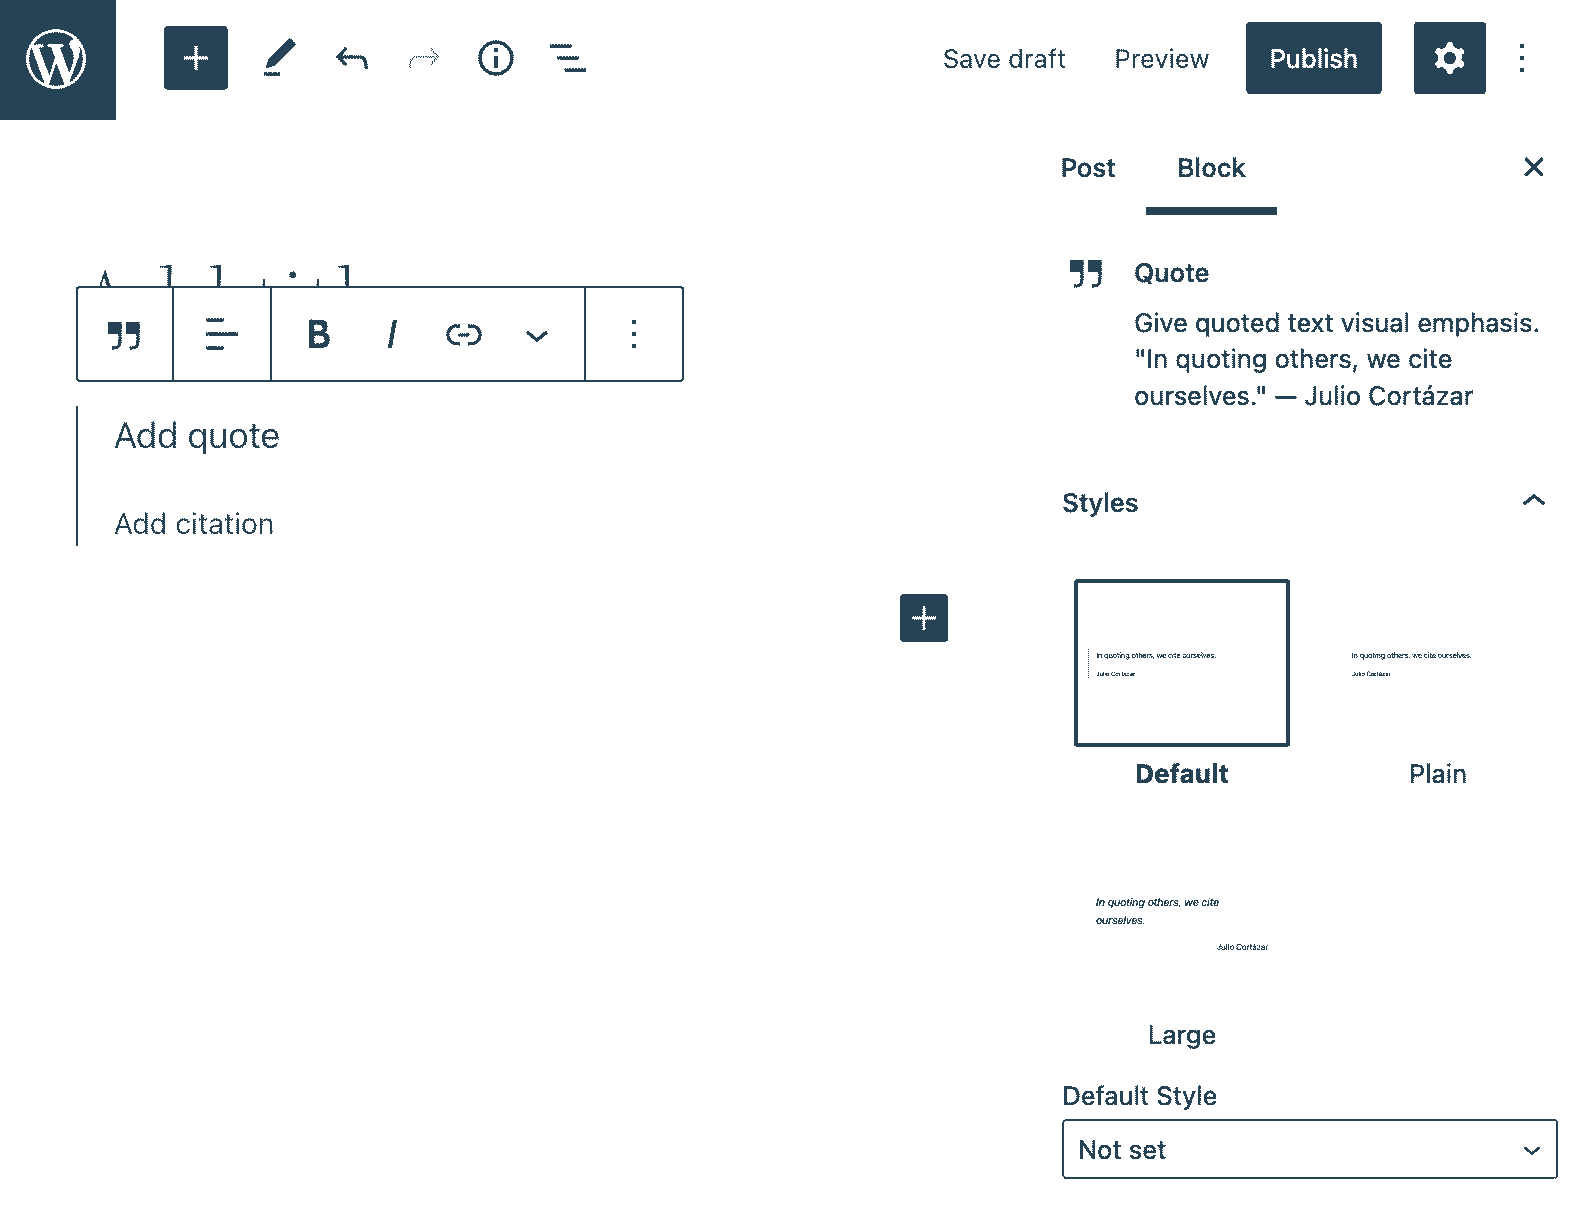 Save draft Preview Publish
Post Block
Quote
Give quoted text visual emphasis.
"In quoting others, we cite
ourselves." — Julio Cortázar
B I
Add quote
Add citation
Styles
In quoting others, we cite ourselves.
Julio Cortázar
In quoting others, we cite ourselves.
Julio Cortázar
Default Plain
In quoting others, we cite
ourselves.
Julio Cortázar
Large
Default Style
Not set